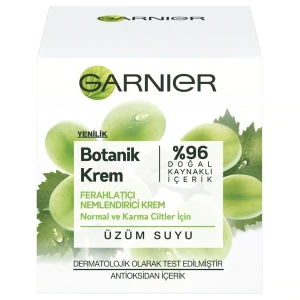 GARNIER
YENİLİK
Botanik
Krem
%96
DOĞAL
KAYNAKLI
İÇERİK
FERAHLATICI
NEMLENDİRİCİ KREM
Normal ve Karma Ciltler İçin
ÜZÜM SUYU
DERMATOLOJİK OLARAK TEST EDİLMİŞTİR
ANTİOKSİDAN İÇERİK